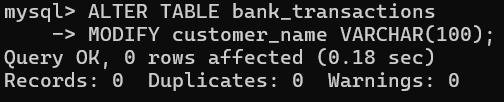 mysql> ALTER TABLE bank_transactions
    -> MODIFY customer_name VARCHAR(100);
Query OK, 0 rows affected (0.18 sec)
Records: 0  Duplicates: 0  Warnings: 0